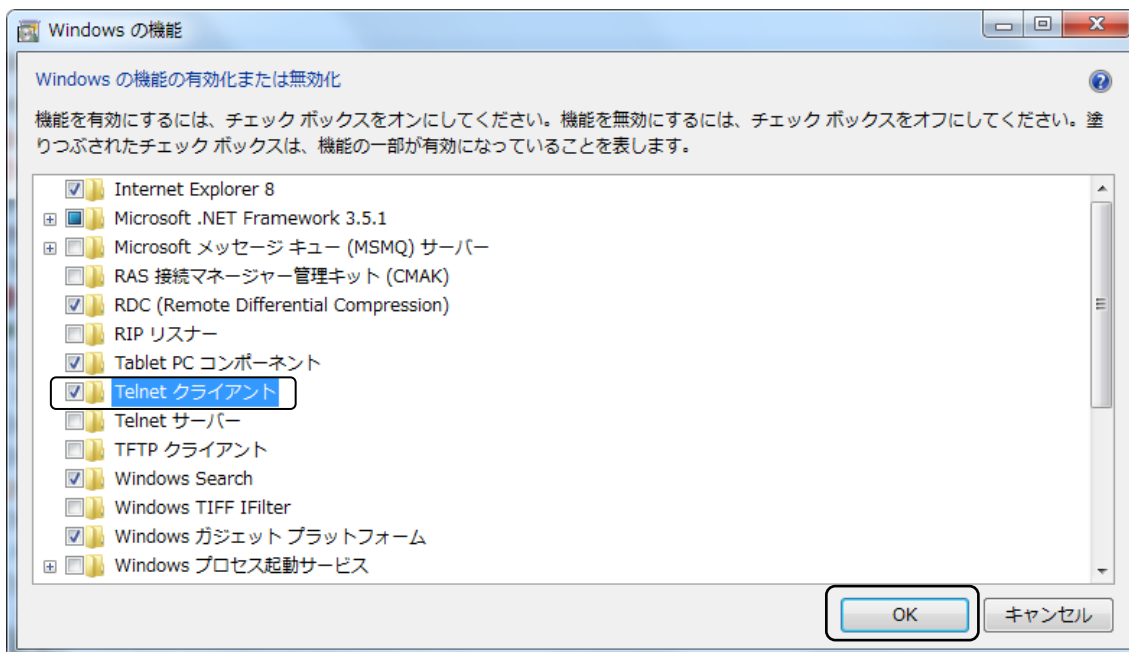 Windows の機能
Windows の機能の有効化または無効化
機能を有効にするには、チェック ボックスをオンにしてください。機能を無効にするには、チェック ボックスをオフにしてください。塗
りつぶされたチェック ボックスは、機能の一部が有効になっていることを表します。
Internet Explorer 8
Microsoft .NET Framework 3.5.1
Microsoft メッセージ キュー (MSMQ) サーバー
RAS 接続マネージャー管理キット (CMAK)
RDC (Remote Differential Compression)
RIP リスナー
Tablet PC コンポーネント
Telnet クライアント
Telnet サーバー
TFTP クライアント
Windows Search
Windows TIFF IFilter
Windows ガジェット プラットフォーム
Windows プロセス起動サービス
OK キャンセル